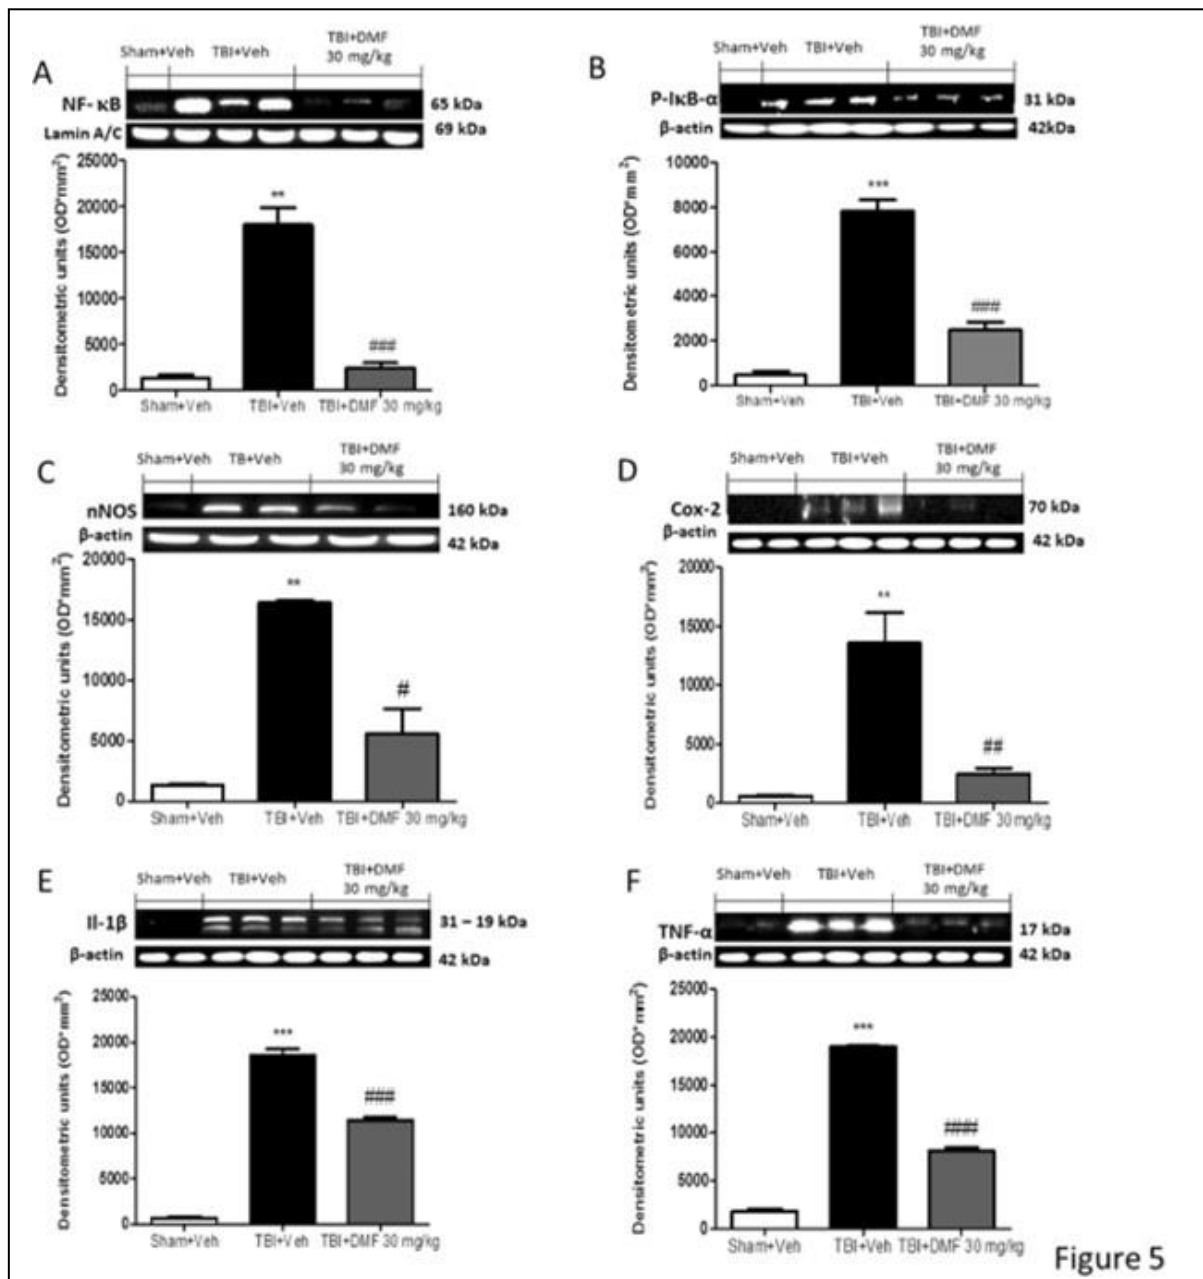 A
Sham+Veh TBI+Veh TBI+DMF
30 mg/kg
NF-κB 65 kDa
Lamin A/C 69 kDa
Densitometric units (OD*mm²)
25000
20000
15000
10000
5000
0
**
###
Sham+Veh TBI+Veh TBI+DMF 30 mg/kg
B
Sham+Veh TBI+Veh TBI+DMF
30 mg/kg
P-IκB-α 31 kDa
β-actin 42kDa
Densitometric units (OD*mm²)
10000
8000
6000
4000
2000
0
***
###
Sham+Veh TBI+Veh TBI+DMF 30 mg/kg
C
Sham+Veh TB+Veh TBI+DMF
30 mg/kg
nNOS 160 kDa
β-actin 42 kDa
Densitometric units (OD*mm²)
20000
15000
10000
5000
0
**
#
Sham+Veh TBI+Veh TBI+DMF 30 mg/kg
D
Sham+Veh TBI+Veh TBI+DMF
30 mg/kg
Cox-2 70 kDa
β-actin 42 kDa
Densitometric units (OD*mm²)
20000
15000
10000
5000
0
**
##
Sham+Veh TBI+Veh TBI+DMF 30 mg/kg
E
Sham+Veh TBI+Veh TBI+DMF
30 mg/kg
Il-1β 31 – 19 kDa
β-actin 42 kDa
Densitometric units (OD*mm²)
25000
20000
15000
10000
5000
0
***
###
Sham+Veh TBI+Veh TBI+DMF 30 mg/kg
F
Sham+Veh TBI+Veh TBI+DMF
30 mg/kg
TNF-α 17 kDa
β-actin 42 kDa
Densitometric units (OD*mm²)
25000
20000
15000
10000
5000
0
***
####
Sham+Veh TBI+Veh TBI+DMF 30 mg/kg
Figure 5